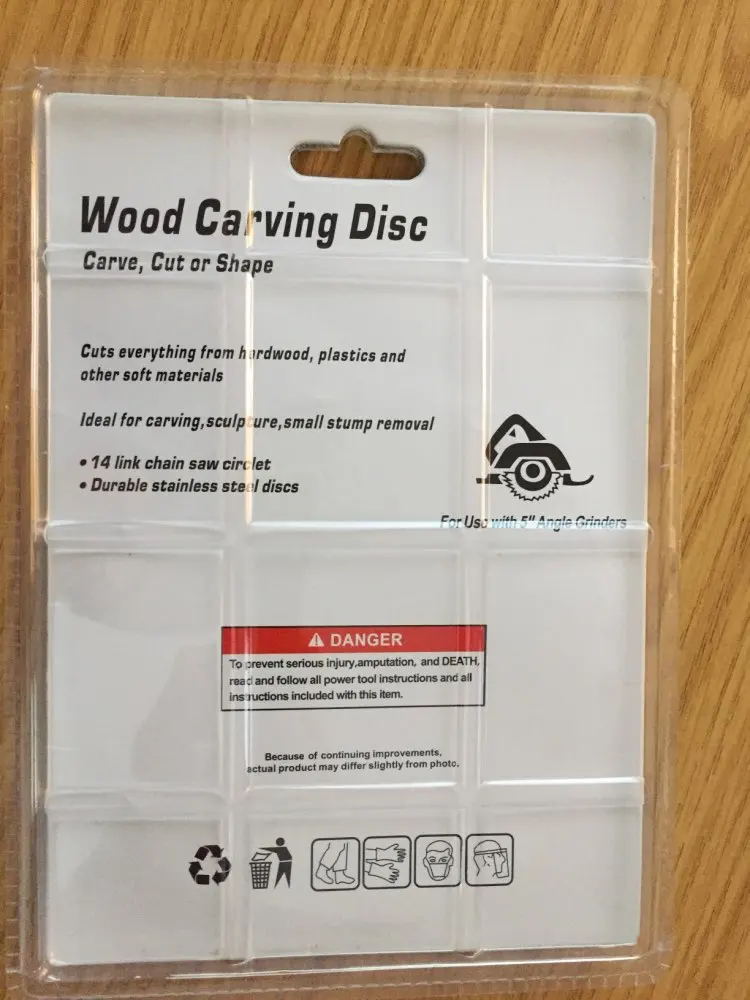 Wood Carving Disc
Carve, Cut or Shape
Cuts everything from hardwood, plastics and
other soft materials
Ideal for carving,sculpture,small stump removal
• 14 link chain saw circlet
• Durable stainless steel discs
For Use with 5" Angle Grinders
DANGER
To prevent serious injury,amputation, and DEATH,
read and follow all power tool instructions and all
instructions included with this item.
Because of continuing improvements,
actual product may differ slightly from photo.